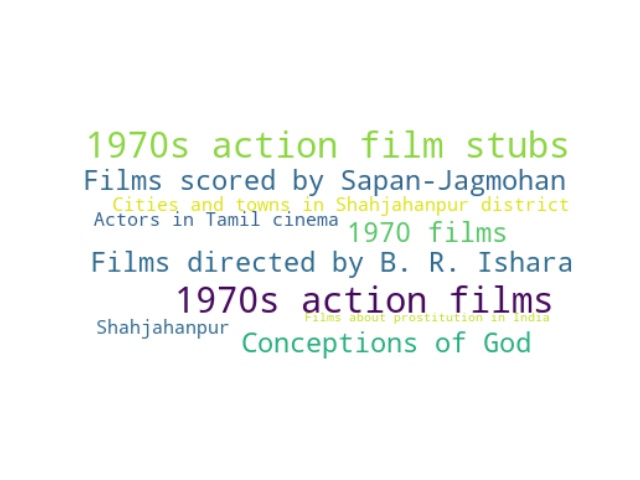 1970s action film stubs
Films scored by Sapan-Jagmohan
Cities and towns in Shahjahanpur district
Actors in Tamil cinema
1970 films
Films directed by B. R. Ishara
1970s action films
Films about prostitution in India
Shahjahanpur
Conceptions of God